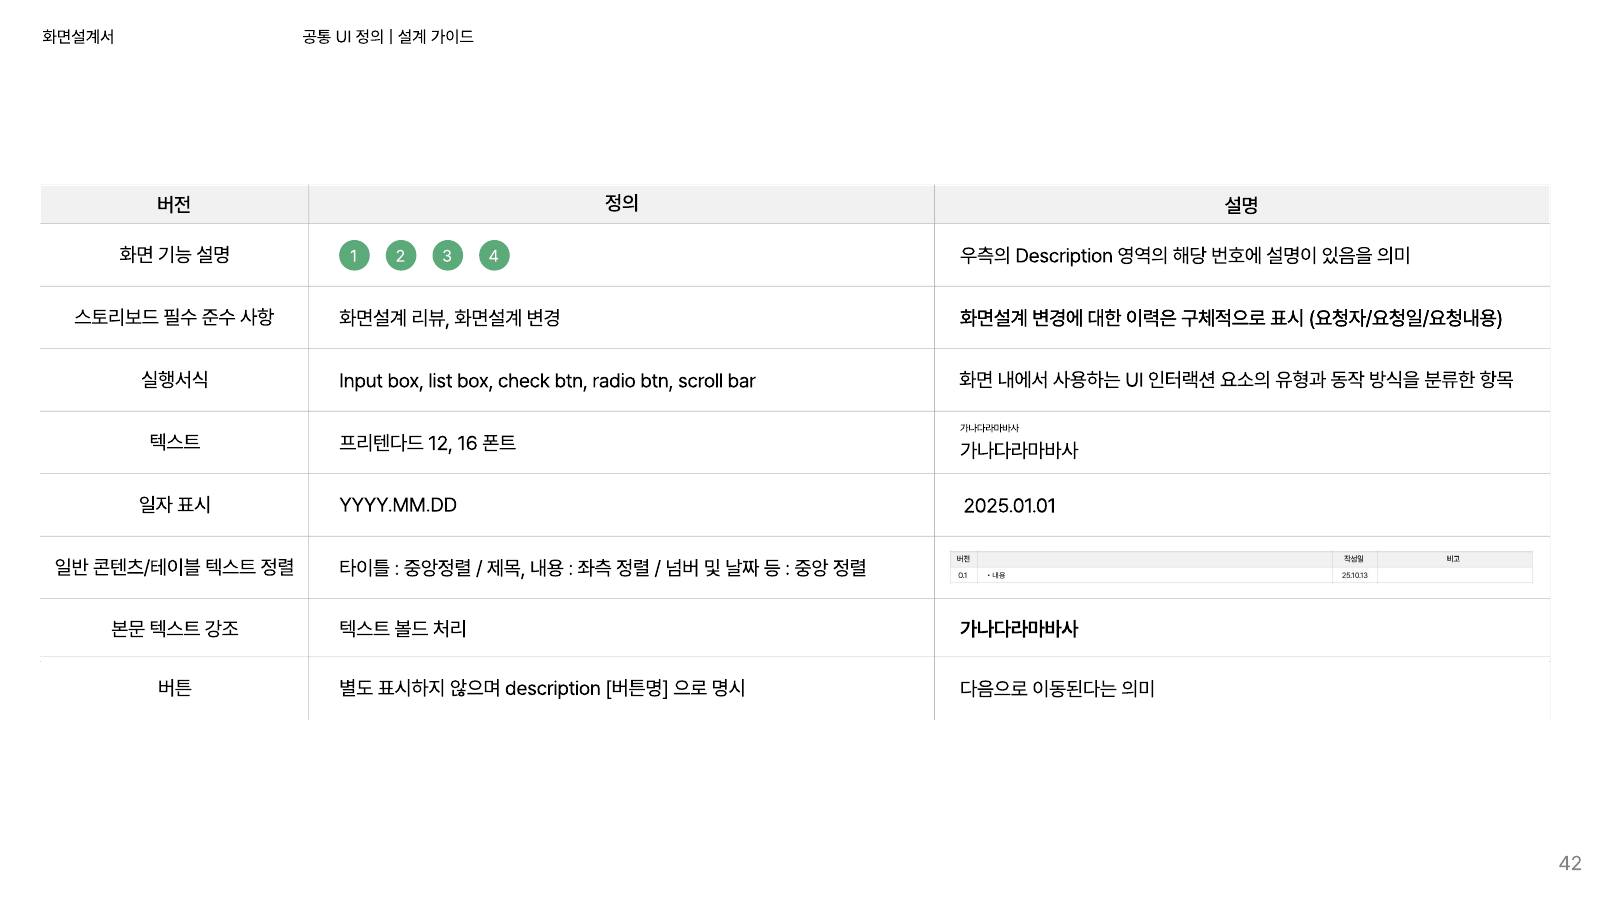 화면설계서
공통 UI 정의 | 설계 가이드
버전 정의 설명
화면 기능 설명 1 2 3 4 우측의 Description 영역의 해당 번호에 설명이 있음을 의미
스토리보드 필수 준수 사항 화면설계 리뷰, 화면설계 변경 화면설계 변경에 대한 이력은 구체적으로 표시 (요청자/요청일/요청내용)
실행서식 Input box, list box, check btn, radio btn, scroll bar 화면 내에서 사용하는 UI 인터랙션 요소의 유형과 동작 방식을 분류한 항목
텍스트 프리텐다드 12, 16 폰트 가나다라마바사
가나다라마바사
일자 표시 YYYY.MM.DD 2025.01.01
일반 콘텐츠/테이블 텍스트 정렬 타이틀 : 중앙정렬 / 제목, 내용 : 좌측 정렬 / 넘버 및 날짜 등 : 중앙 정렬 버전 작성일 비고
0.1 • 내용 25.10.13
본문 텍스트 강조 텍스트 볼드 처리 가나다라마바사
버튼 별도 표시하지 않으며 description [버튼명] 으로 명시 다음으로 이동된다는 의미
42